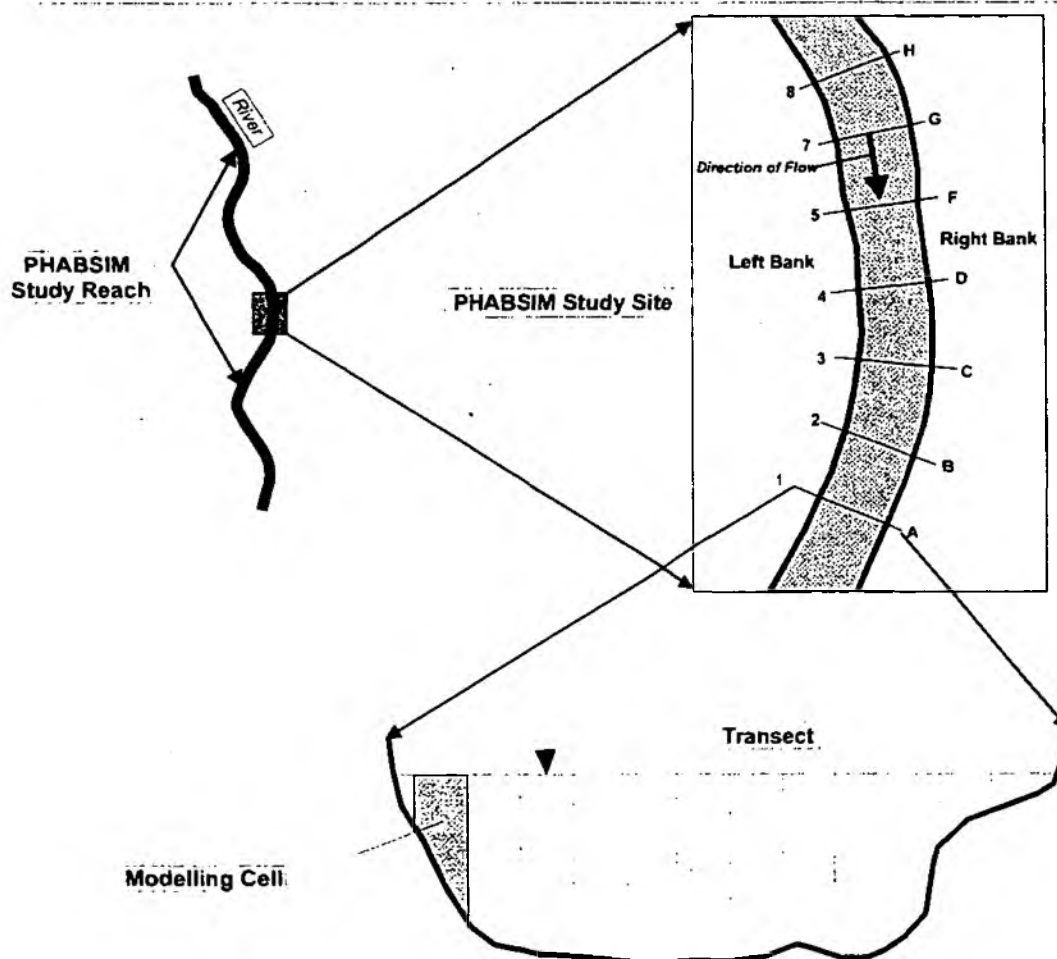 River
PHABSIM
Study Reach
PHABSIM Study Site
H
8
G
7
Direction of Flow
F
5
Right Bank
Left Bank
D
4
3
C
2
B
1
A
Transect
Modelling Cell